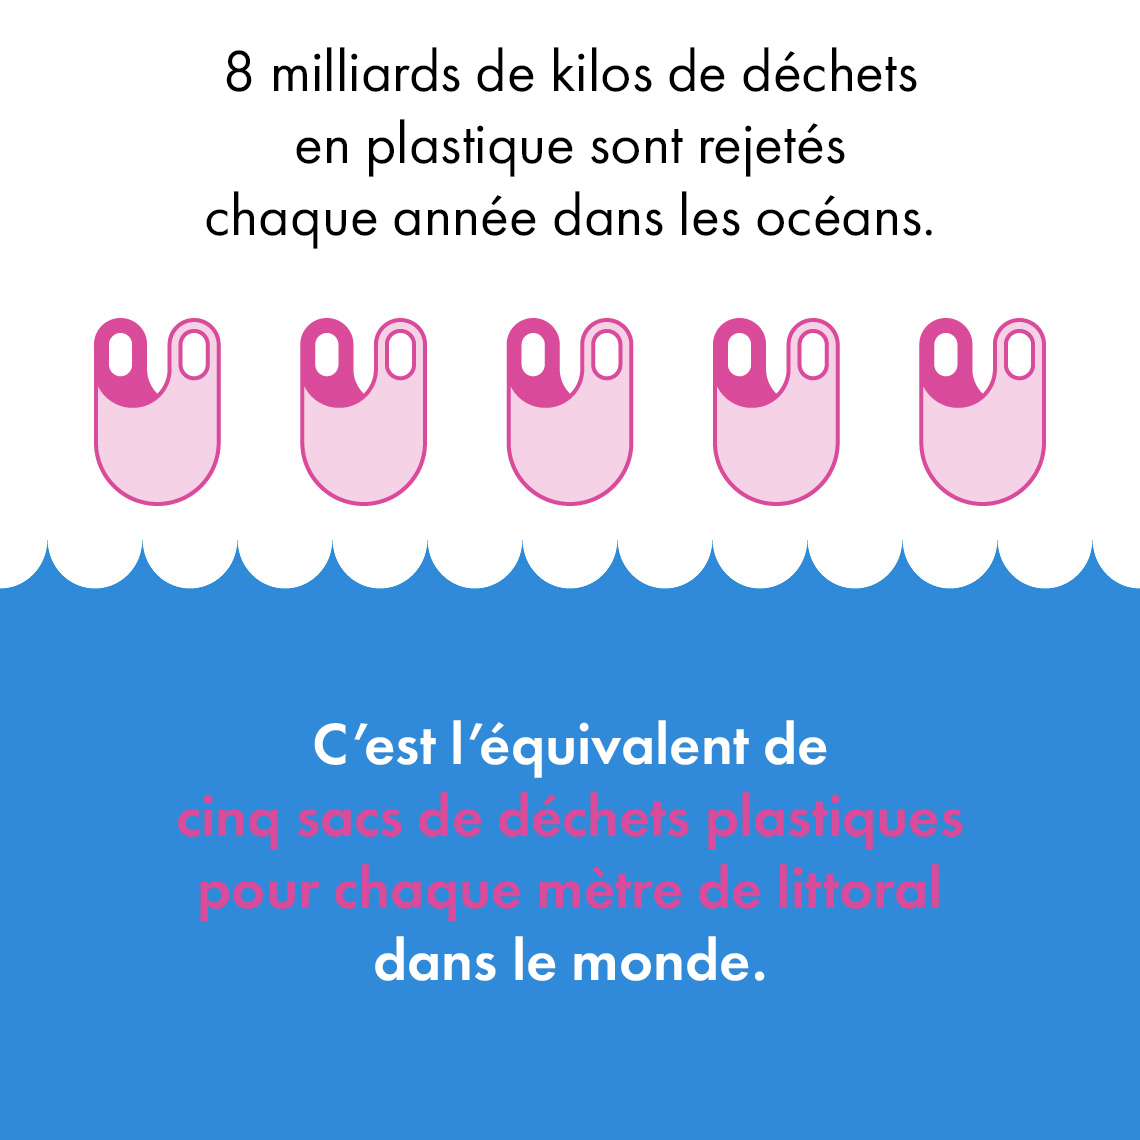 8 milliards de kilos de déchets
en plastique sont rejetés
chaque année dans les océans.
C’est l’équivalent de
cinq sacs de déchets plastiques
pour chaque mètre de littoral
dans le monde.